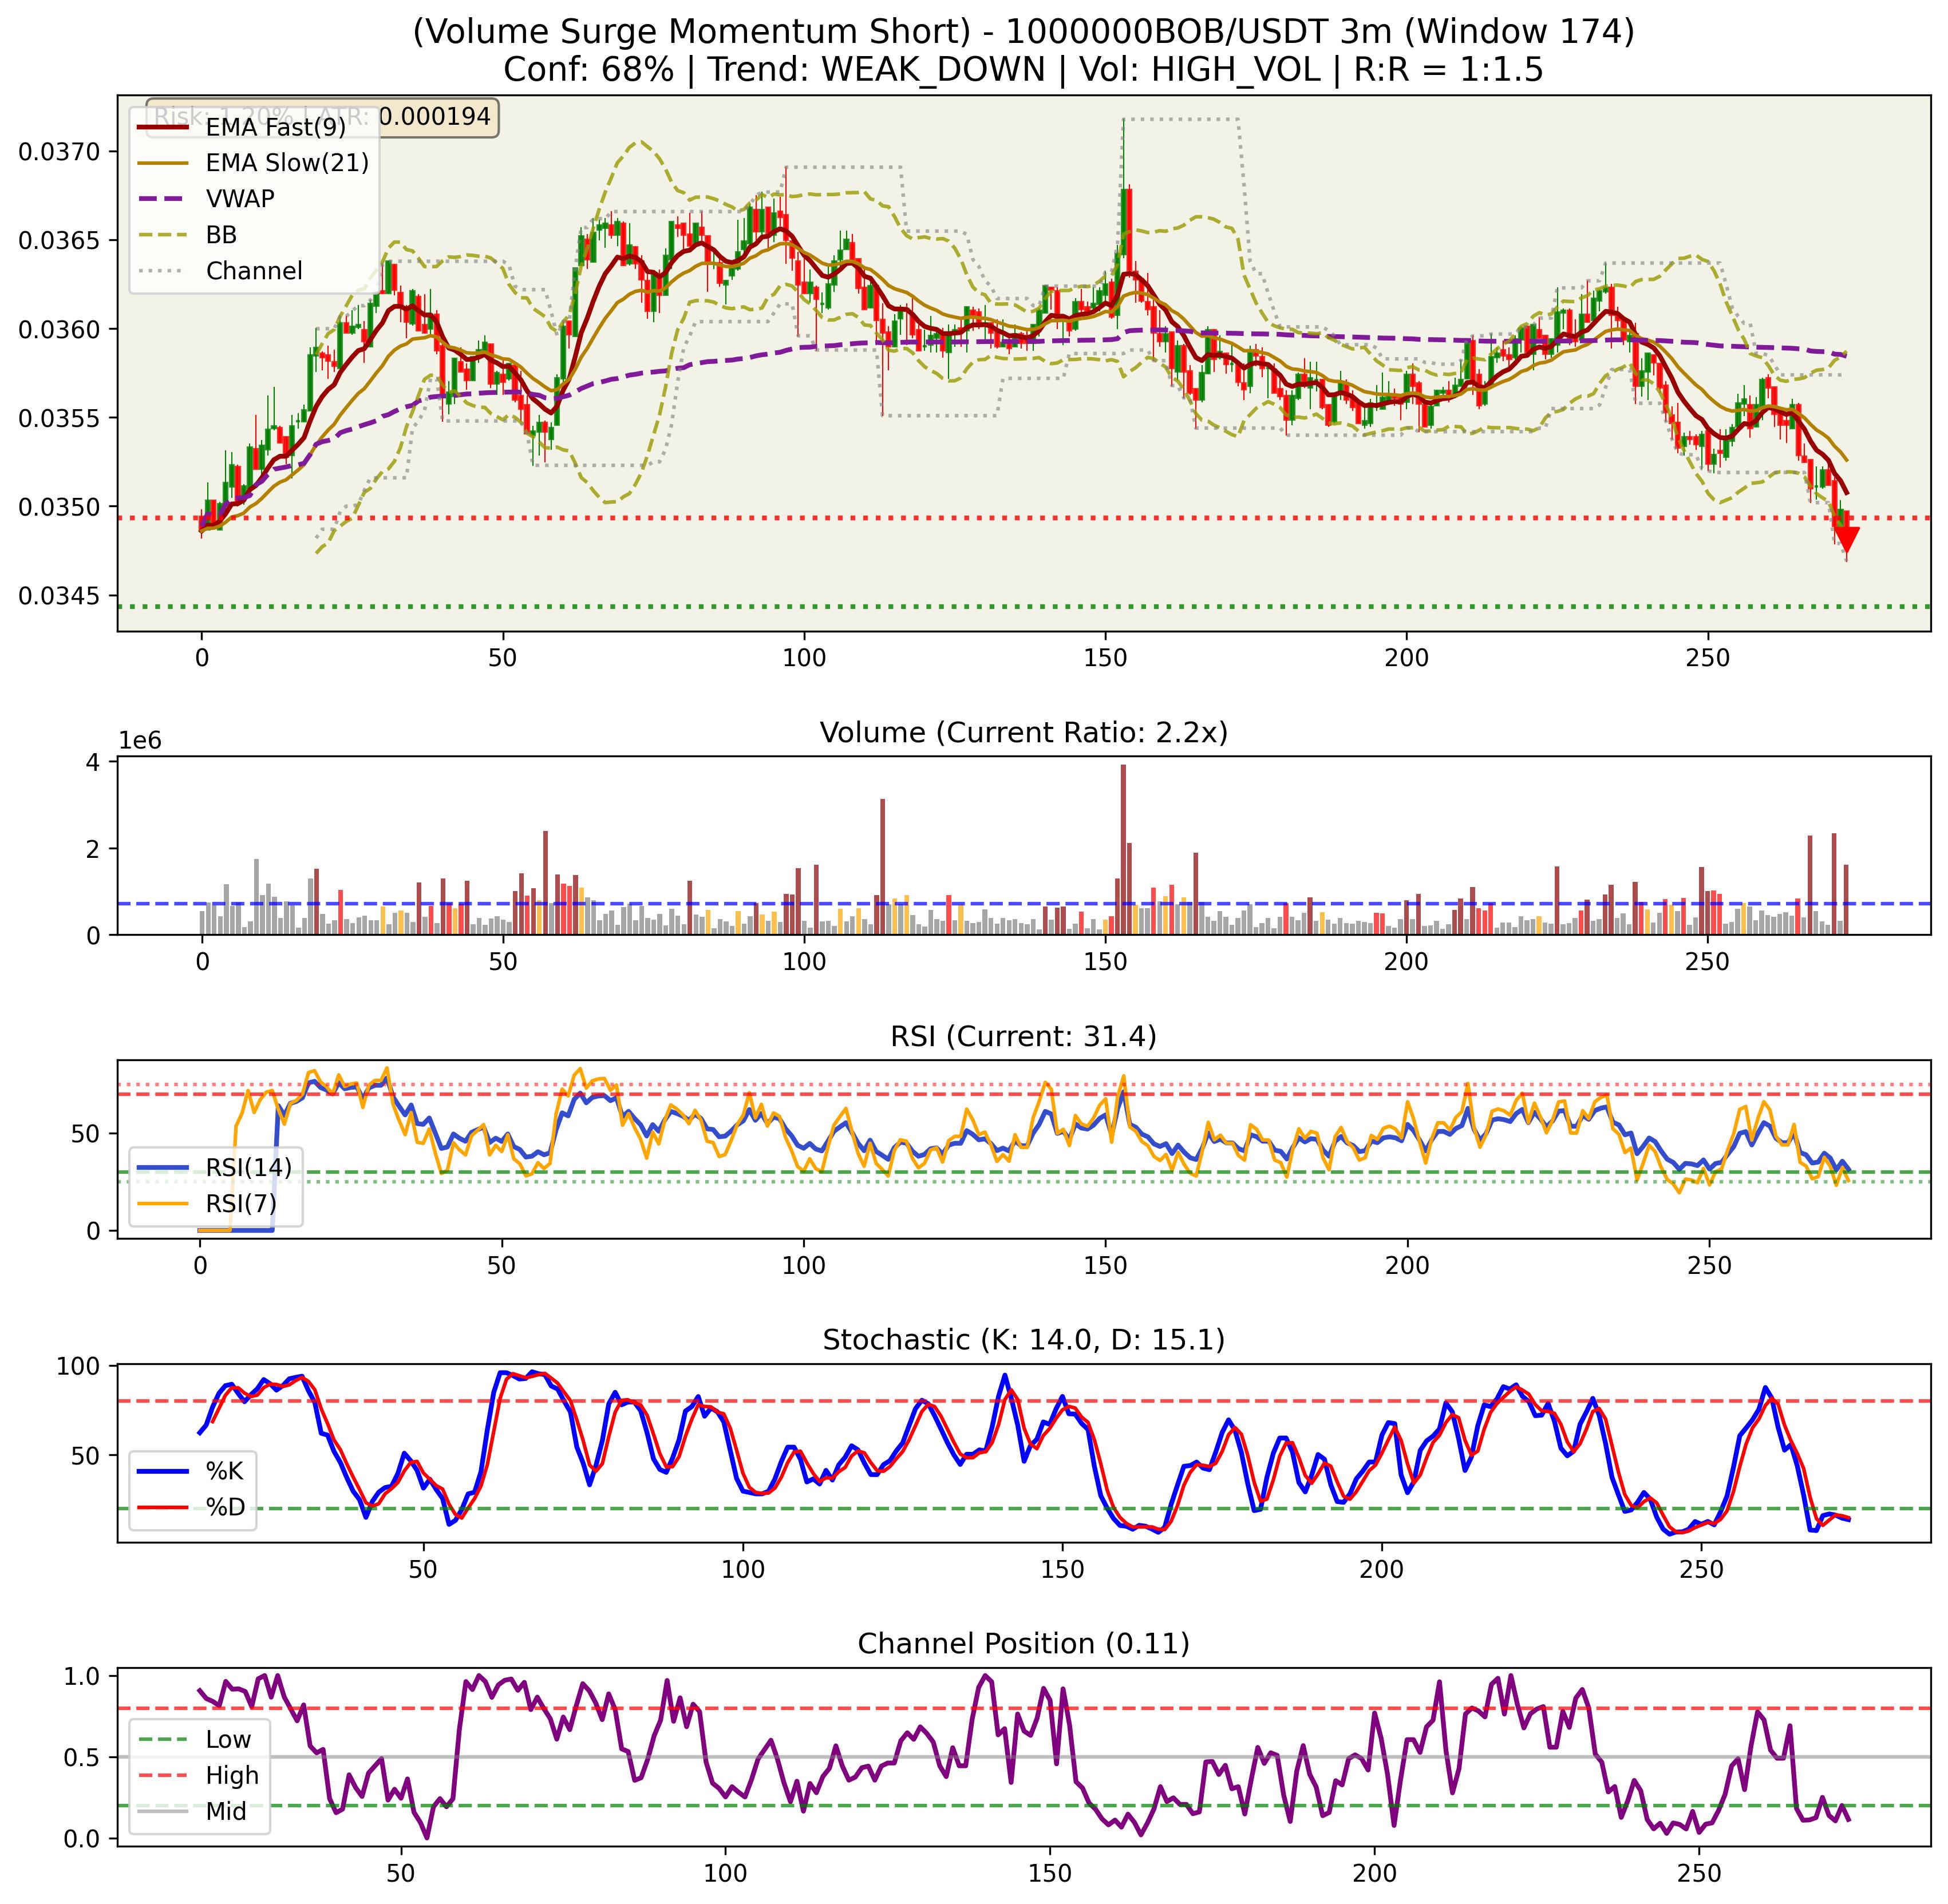 (Volume Surge Momentum Short) - 1000000BOB/USDT 3m (Window 174)
Conf: 68% | Trend: WEAK_DOWN | Vol: HIGH_VOL | R:R = 1:1.5
Risk: 1.20% | ATR: 0.000194
EMA Fast(9)
EMA Slow(21)
VWAP
BB
Channel
0.0370
0.0365
0.0360
0.0355
0.0350
0.0345
0 50 100 150 200 250
Volume (Current Ratio: 2.2x)
1e6
4
2
0
0 50 100 150 200 250
RSI (Current: 31.4)
50
0
RSI(14)
RSI(7)
0 50 100 150 200 250
Stochastic (K: 14.0, D: 15.1)
100
50
%K
%D
50 100 150 200 250
Channel Position (0.11)
1.0
0.5
0.0
Low
High
Mid
50 100 150 200 250